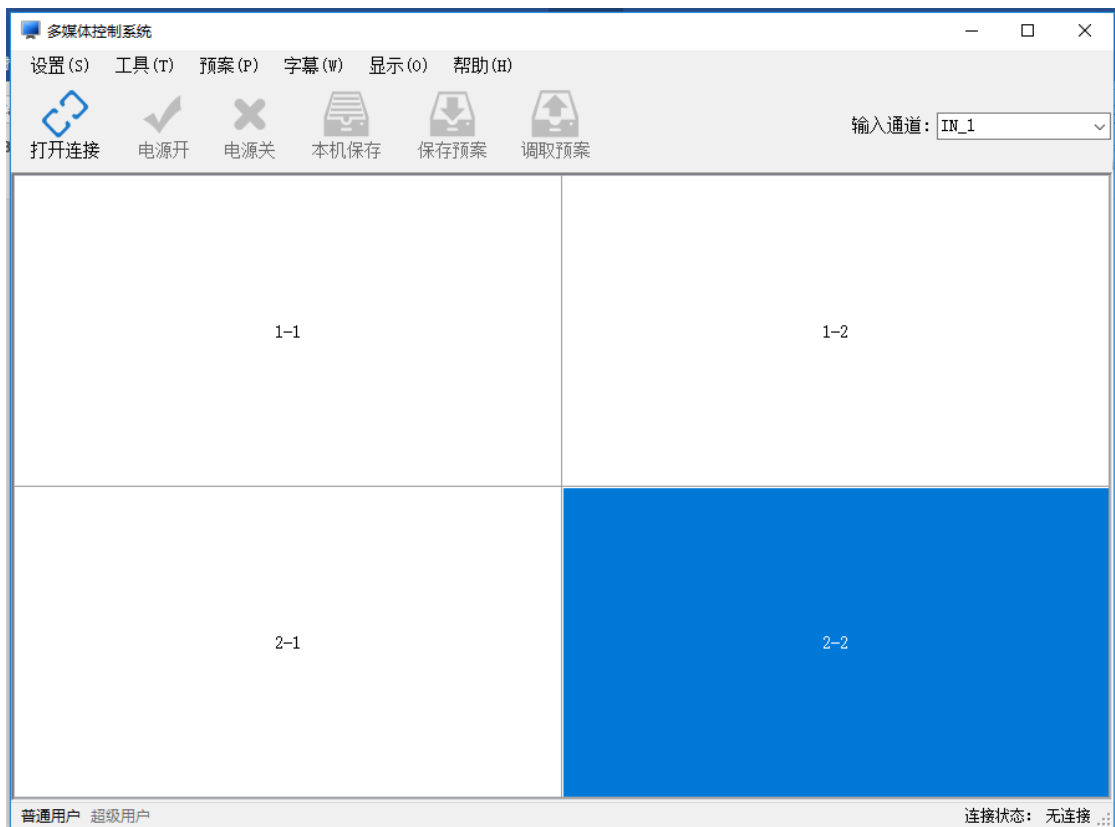 多媒体控制系统
设置(S) 工具(T) 预案(P) 字幕(W) 显示(O) 帮助(H)
打开连接 电源开 电源关 本机保存 保存预案 调取预案 输入通道: IN_1
1-1 1-2
2-1 2-2
普通用户 超级用户 连接状态: 无连接